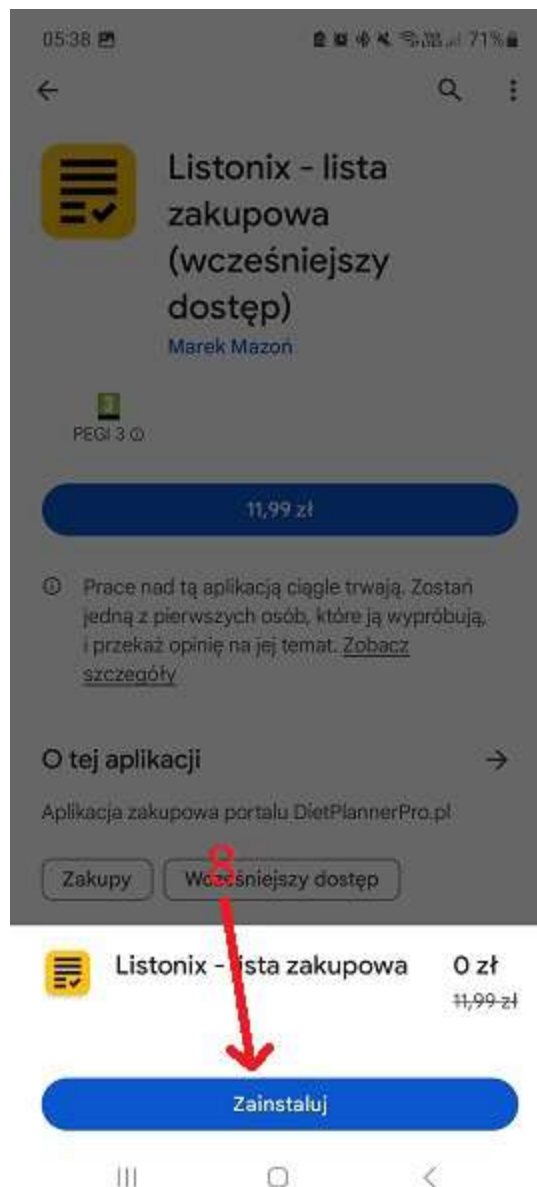 05:38
71%
Listonix - lista
zakupowa
(wcześniejszy
dostęp)
Marek Mazoń
3
PEGI 3
11,99 zł
Prace nad tą aplikacją ciągle trwają. Zostań
jedną z pierwszych osób, które ją wypróbują,
i przekaż opinię na jej temat. Zobacz
szczegóły
O tej aplikacji
Aplikacja zakupowa portalu DietPlannerPro.pl
8
Zakupy
Wcześniejszy dostęp
Listonix - lista zakupowa
0 zł
11,99 zł
Zainstaluj